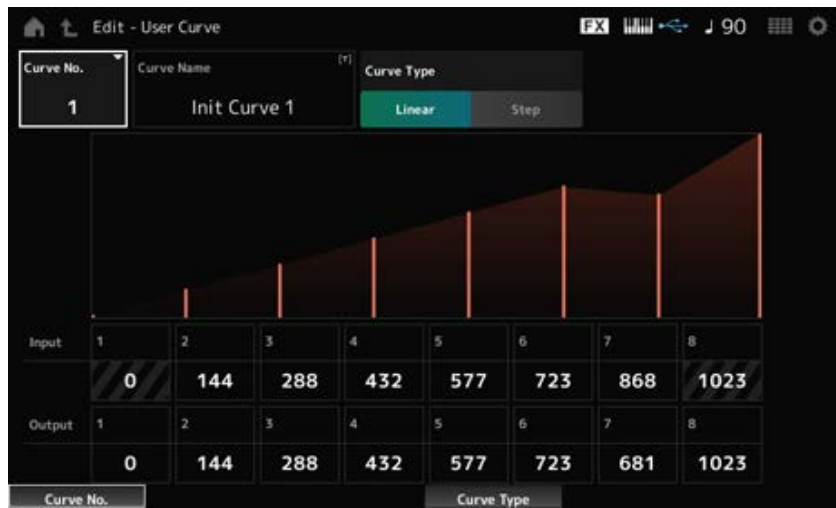 Edit - User Curve
FX
♩ 90
Curve No.
1
Curve Name
[T]
Init Curve 1
Curve Type
Linear
Step
Input 1 2 3 4 5 6 7 8
0 144 288 432 577 723 868 1023
Output 1 2 3 4 5 6 7 8
0 144 288 432 577 723 681 1023
Curve No.
Curve Type